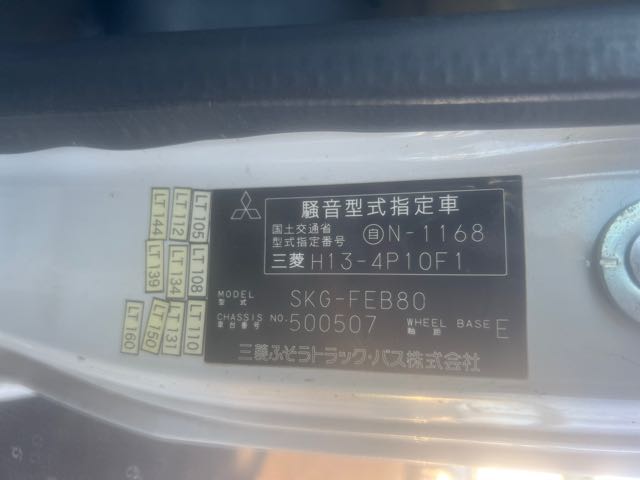 騒音型式指定車
国土交通省
型式指定番号 自N-1168
三菱 H13-4P10F1
MODEL
型式 SKG-FEB80
CHASSIS NO.
車台番号 500507 WHEEL BASE
軸距 E
三菱ふそうトラック・バス株式会社
LT 144
LT 112
LT 105
LT 139
LT 134
LT 108
LT 160
LT 150
LT 131
LT 110